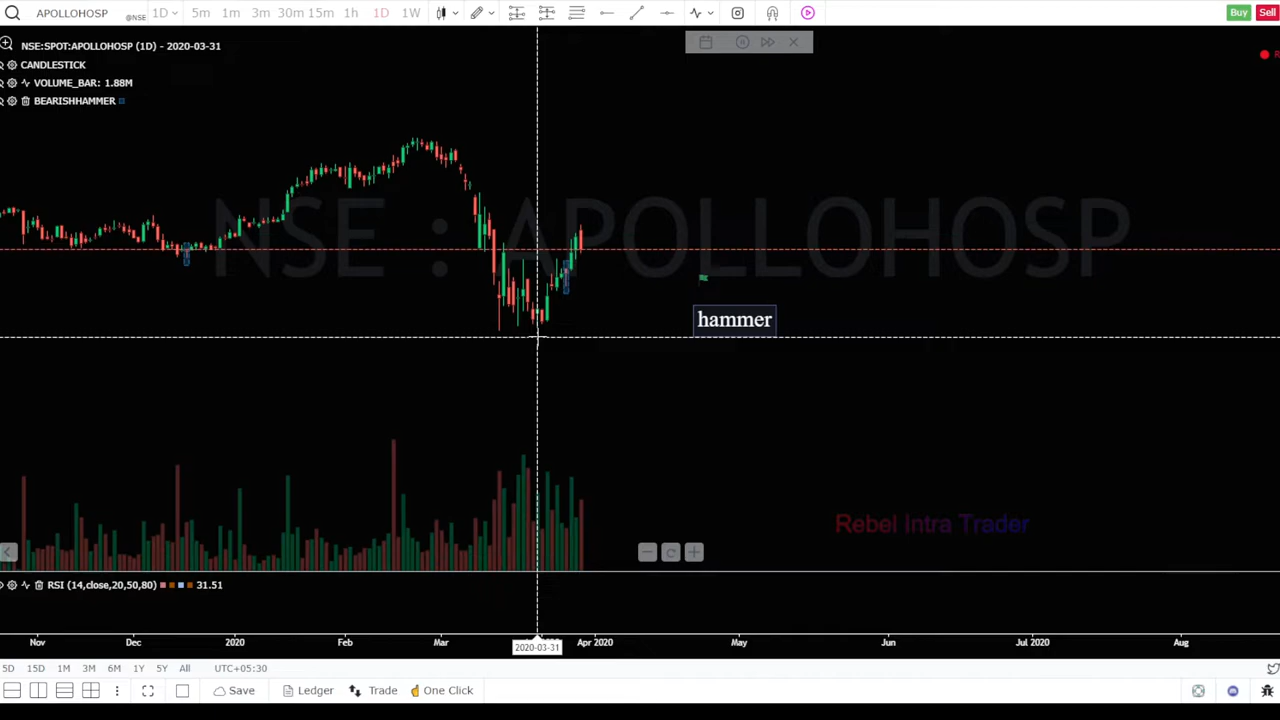 APOLLOHOSP @NSE 1D 5m 1m 3m 30m 15m 1h 1D 1W Buy Sell
NSE:SPOT:APOLLOHOSP (1D) - 2020-03-31
CANDLESTICK
VOLUME_BAR: 1.88M
BEARISHHAMMER
NSE : APOLLOHOSP
hammer
Rebel Intra Trader
RSI (14,close,20,50,80) 31.51
Nov Dec 2020 Feb Mar Apr 2020 May Jun Jul 2020 Aug
2020-03-31
5D 15D 1M 3M 6M 1Y 5Y All UTC+05:30
Save Ledger Trade One Click